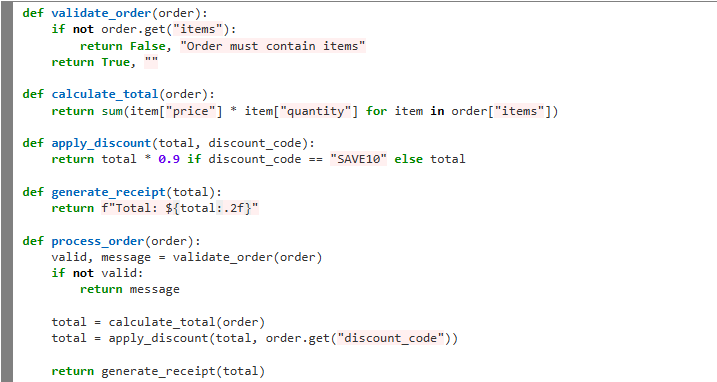 def validate_order(order):
    if not order.get("items"):
        return False, "Order must contain items"
    return True, ""

def calculate_total(order):
    return sum(item["price"] * item["quantity"] for item in order["items"])

def apply_discount(total, discount_code):
    return total * 0.9 if discount_code == "SAVE10" else total

def generate_receipt(total):
    return f"Total: ${total:.2f}"

def process_order(order):
    valid, message = validate_order(order)
    if not valid:
        return message

    total = calculate_total(order)
    total = apply_discount(total, order.get("discount_code"))

    return generate_receipt(total)